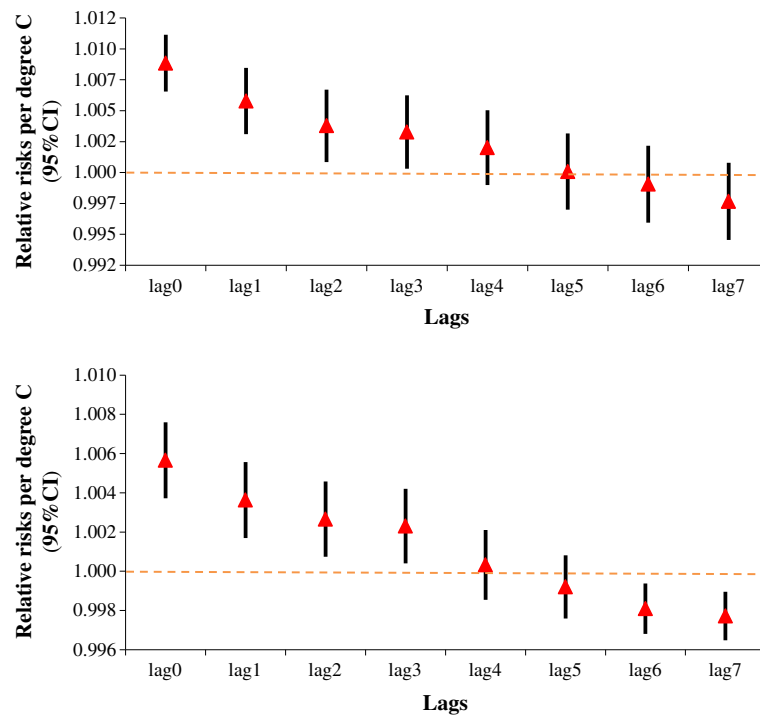 Relative risks per degree C
(95%CI)
1.012
1.010
1.007
1.005
1.002
1.000
0.997
0.995
0.992
lag0 lag1 lag2 lag3 lag4 lag5 lag6 lag7
Lags
Relative risks per degree C
(95%CI)
1.010
1.008
1.006
1.004
1.002
1.000
0.998
0.996
lag0 lag1 lag2 lag3 lag4 lag5 lag6 lag7
Lags